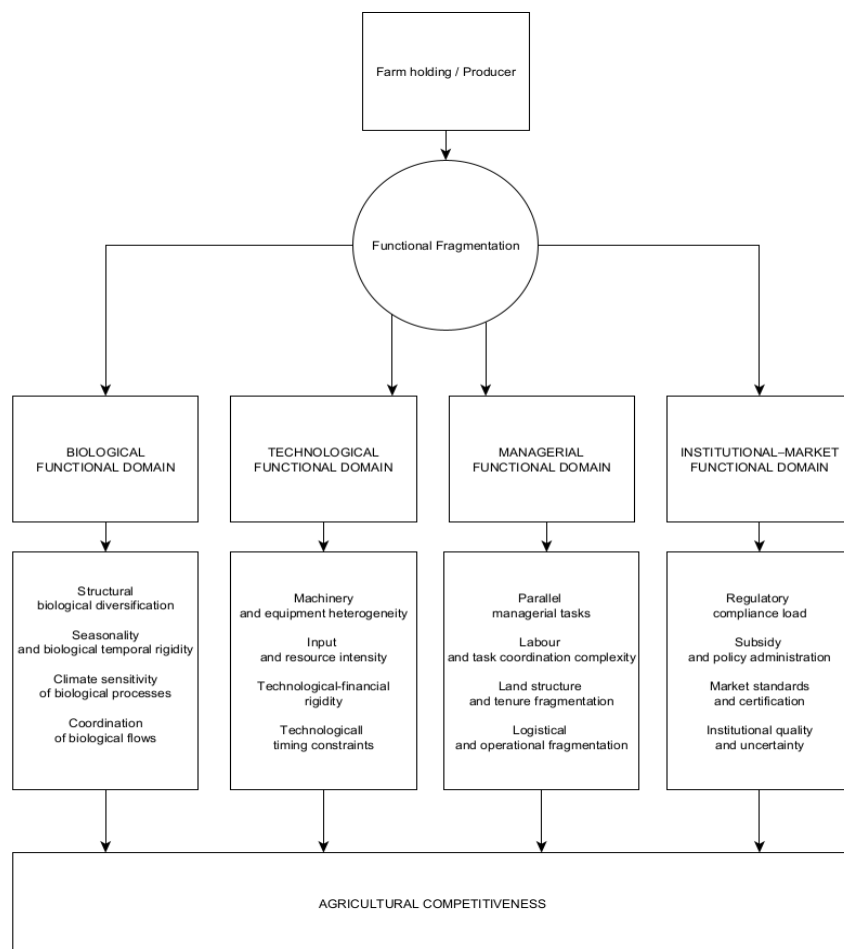 Farm holding / Producer
Functional Fragmentation
BIOLOGICAL
FUNCTIONAL DOMAIN
TECHNOLOGICAL
FUNCTIONAL DOMAIN
MANAGERIAL
FUNCTIONAL DOMAIN
INSTITUTIONAL–MARKET
FUNCTIONAL DOMAIN
Structural
biological diversification
Seasonality
and biological temporal rigidity
Climate sensitivity
of biological processes
Coordination
of biological flows
Machinery
and equipment heterogeneity
Input
and resource intensity
Technological-financial
rigidity
Technologicall
timing constraints
Parallel
managerial tasks
Labour
and task coordination complexity
Land structure
and tenure fragmentation
Logistical
and operational fragmentation
Regulatory
compliance load
Subsidy
and policy administration
Market standards
and certification
Institutional quality
and uncertainty
AGRICULTURAL COMPETITIVENESS